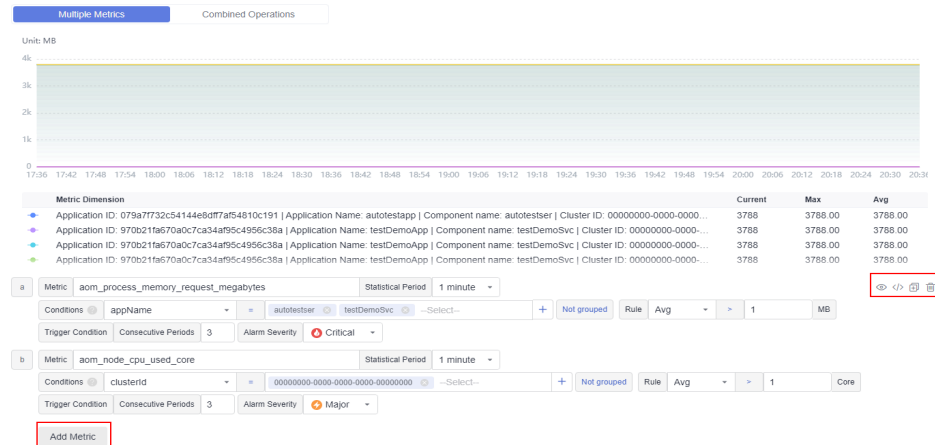 Multiple Metrics Combined Operations
Unit: MB
4k
3k
2k
1k
0
17:36 17:42 17:48 17:54 18:00 18:06 18:12 18:18 18:24 18:30 18:36 18:42 18:48 18:54 19:00 19:06 19:12 19:18 19:24 19:30 19:36 19:42 19:48 19:54 20:00 20:06 20:12 20:18 20:24 20:30 20:36
Metric Dimension Current Max Avg
Application ID: 079a7f732c54144e8dff7af54810c191 | Application Name: autotestapp | Component name: autotestser | Cluster ID: 00000000-0000-0000... 3788 3788.00 3788.00
Application ID: 970b21fa670a0c7ca34af95c4956c38a | Application Name: testDemoApp | Component name: testDemoSvc | Cluster ID: 00000000-0000-... 3788 3788.00 3788.00
Application ID: 970b21fa670a0c7ca34af95c4956c38a | Application Name: testDemoApp | Component name: testDemoSvc | Cluster ID: 00000000-0000-... 3788 3788.00 3788.00
Application ID: 970b21fa670a0c7ca34af95c4956c38a | Application Name: testDemoApp | Component name: testDemoSvc | Cluster ID: 00000000-0000-... 3788 3788.00 3788.00
a Metric aom_process_memory_request_megabytes Statistical Period 1 minute
Conditions appName = autotestser testDemoSvc --Select-- + Not grouped Rule Avg > 1 MB
Trigger Condition Consecutive Periods 3 Alarm Severity Critical
b Metric aom_node_cpu_used_core Statistical Period 1 minute
Conditions clusterId = 00000000-0000-0000-0000-00000000 --Select-- + Not grouped Rule Avg > 1 Core
Trigger Condition Consecutive Periods 3 Alarm Severity Major
Add Metric